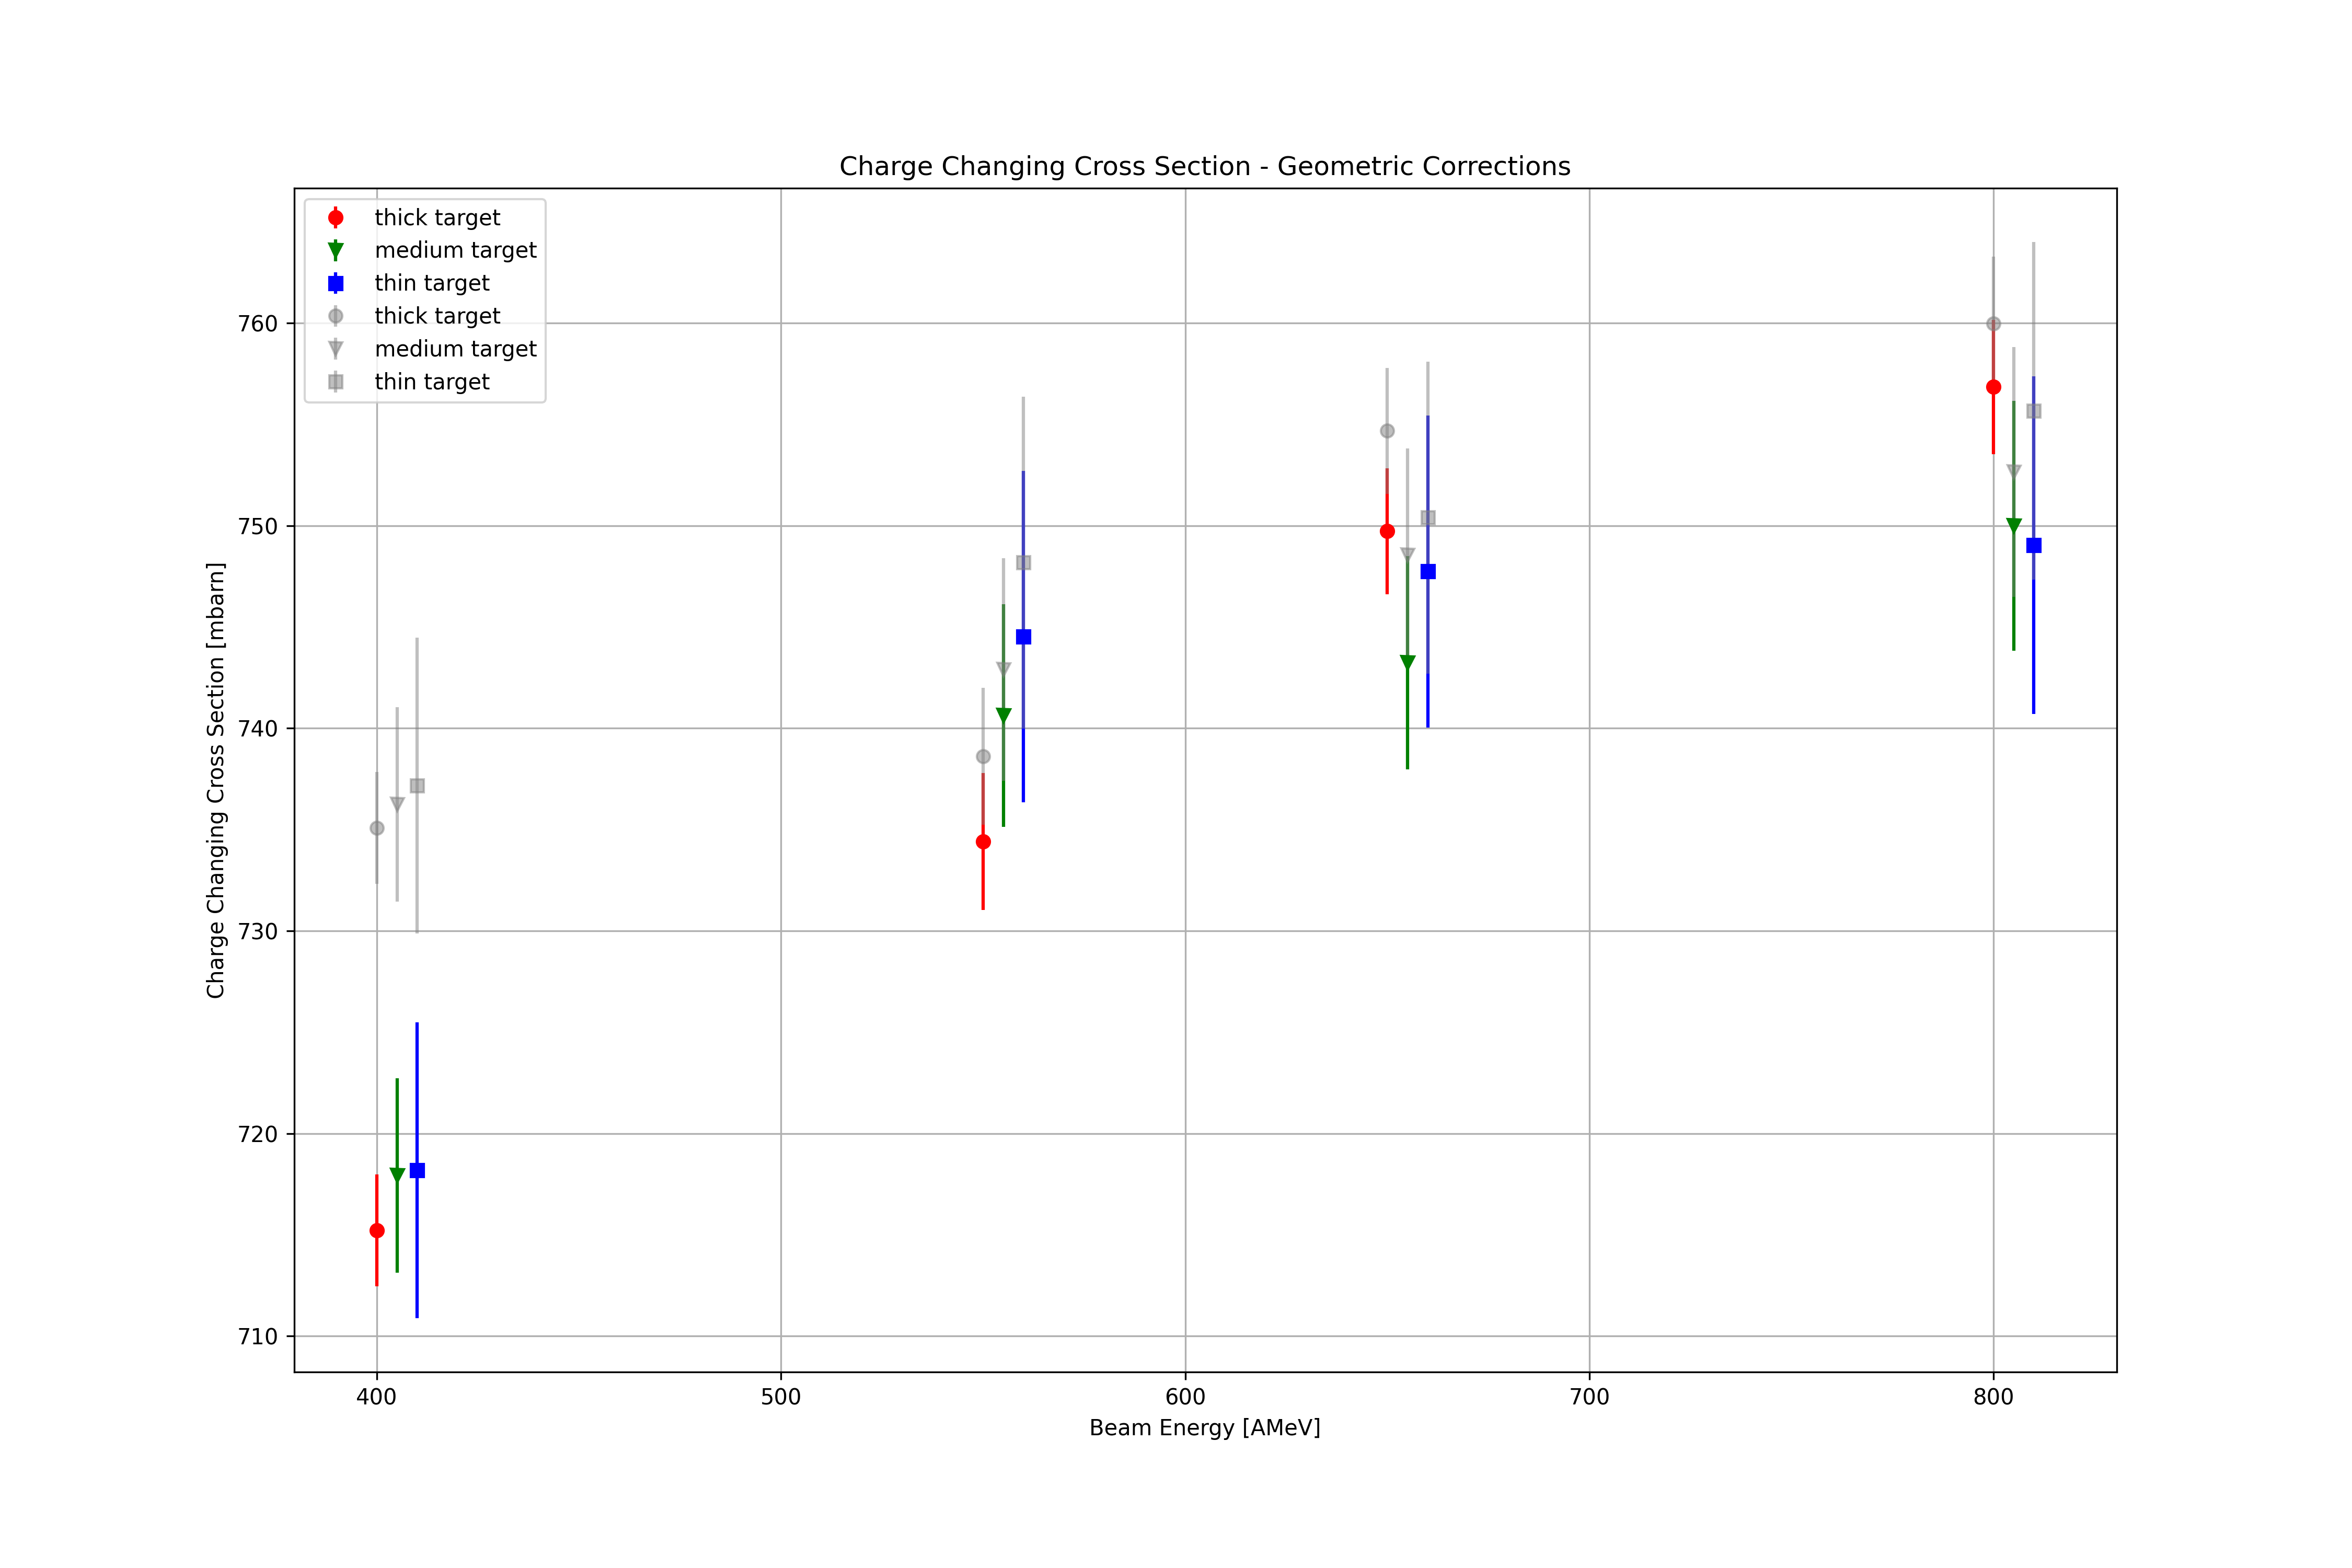 Charge Changing Cross Section - Geometric Corrections
thick target
medium target
thin target
thick target
medium target
thin target
Charge Changing Cross Section [mbarn]
760
750
740
730
720
710
400 500 600 700 800
Beam Energy [AMeV]